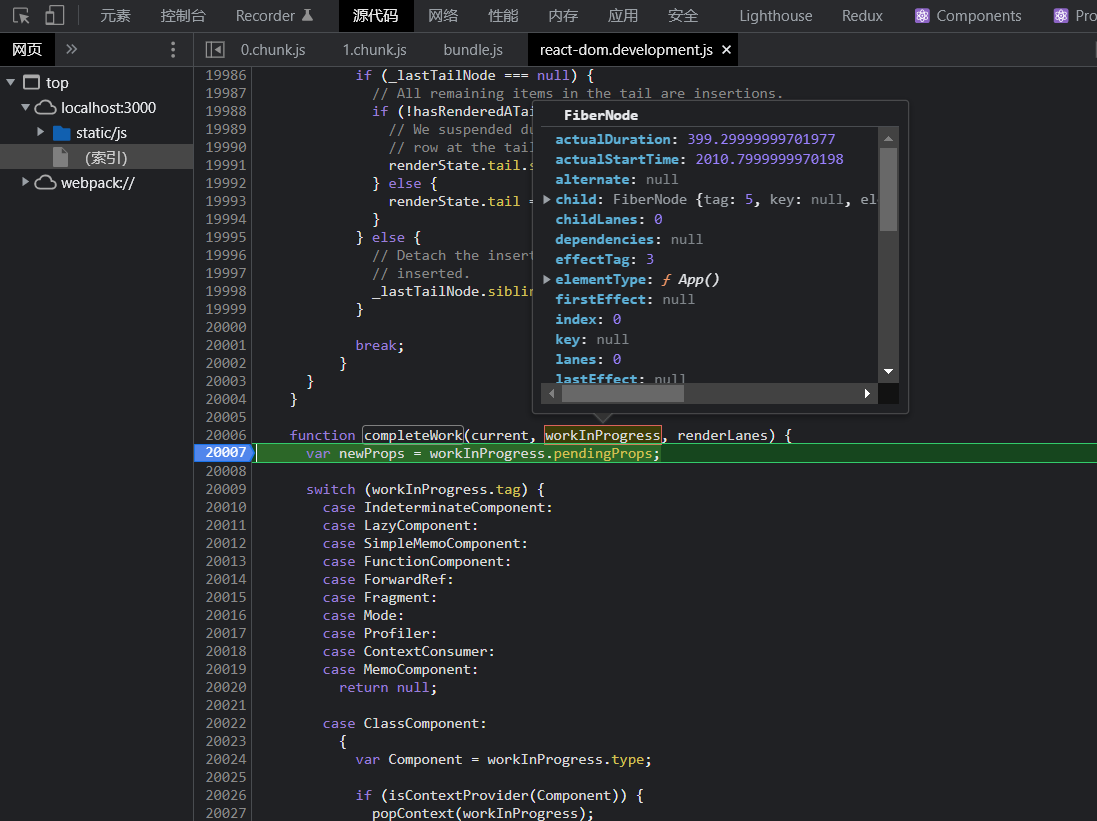 元素 控制台 Recorder 源代码 网络 性能 内存 应用 安全 Lighthouse Redux Components Pro
网页 » 0.chunk.js 1.chunk.js bundle.js react-dom.development.js ×
top
localhost:3000
static/js
(索引)
webpack://
19986 if (_lastTailNode === null) {
19987 // All remaining items in the tail are insertions.
19988 if (!hasRenderedATai
19989 // We suspended du
19990 // row at the tail
19991 renderState.tail.s
19992 } else {
19993 renderState.tail =
19994 }
19995 } else {
19996 // Detach the insert
19997 // inserted.
19998 _lastTailNode.siblin
19999 }
20000
20001 break;
20002 }
20003 }
20004 }
20005
20006 function completeWork(current, workInProgress, renderLanes) {
20007 var newProps = workInProgress.pendingProps;
20008
20009 switch (workInProgress.tag) {
20010 case IndeterminateComponent:
20011 case LazyComponent:
20012 case SimpleMemoComponent:
20013 case FunctionComponent:
20014 case ForwardRef:
20015 case Fragment:
20016 case Mode:
20017 case Profiler:
20018 case ContextConsumer:
20019 case MemoComponent:
20020 return null;
20021
20022 case ClassComponent:
20023 {
20024 var Component = workInProgress.type;
20025
20026 if (isContextProvider(Component)) {
20027 popContext(workInProgress);
FiberNode
actualDuration: 399.29999999701977
actualStartTime: 2010.7999999970198
alternate: null
child: FiberNode {tag: 5, key: null, el
childLanes: 0
dependencies: null
effectTag: 3
elementType: ƒ App()
firstEffect: null
index: 0
key: null
lanes: 0
lastEffect: null